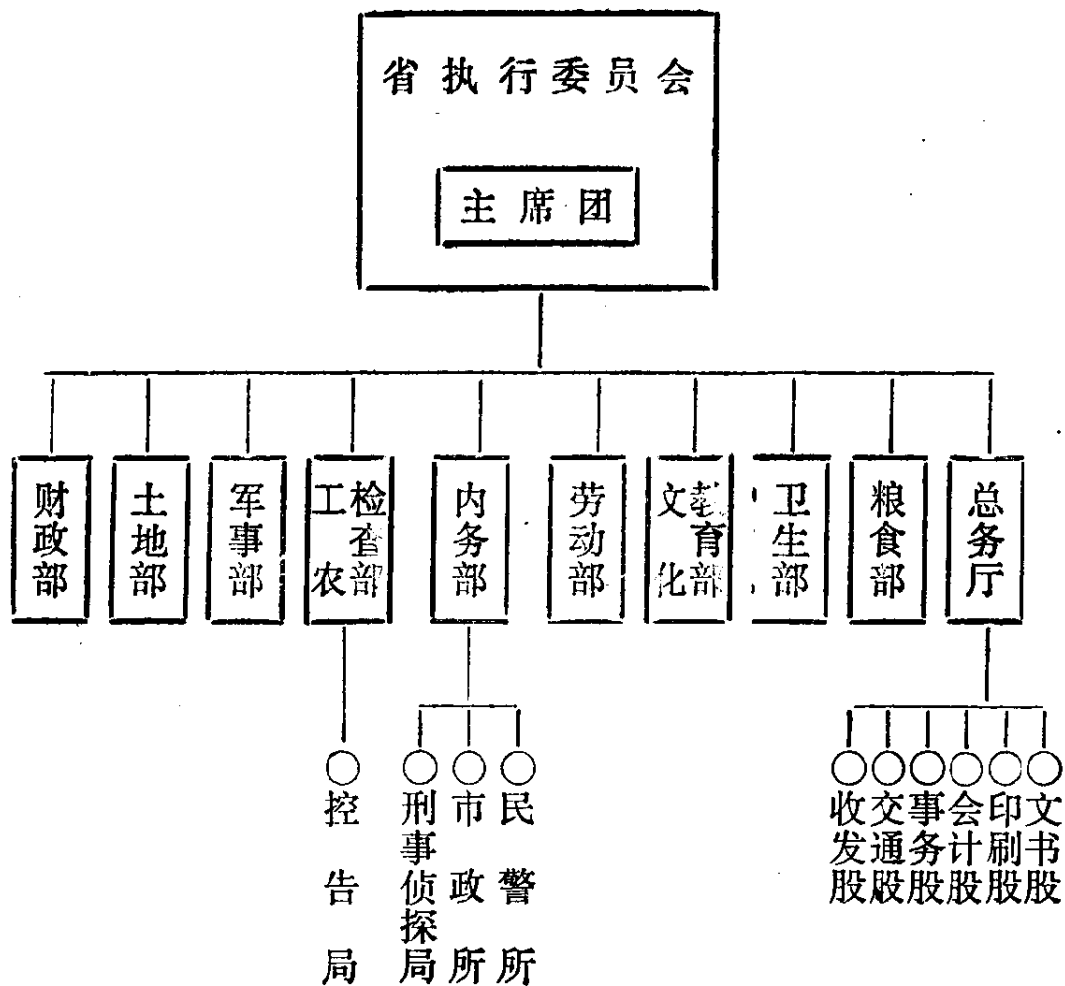 省执行委员会
主席团
财政部
土地部
军事部
工农检查部
内务部
劳动部
文化教育部
卫生部
粮食部
总务厅
控告局
刑事侦探局
市政所
民警所
收发股
交通股
事务股
会计股
印刷股
文书股